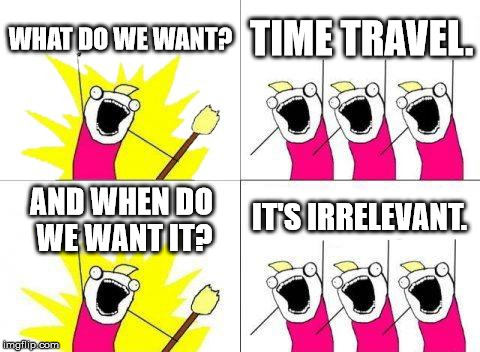 WHAT DO WE WANT?
TIME TRAVEL.
AND WHEN DO
WE WANT IT?
IT'S IRRELEVANT.
imgflip.com